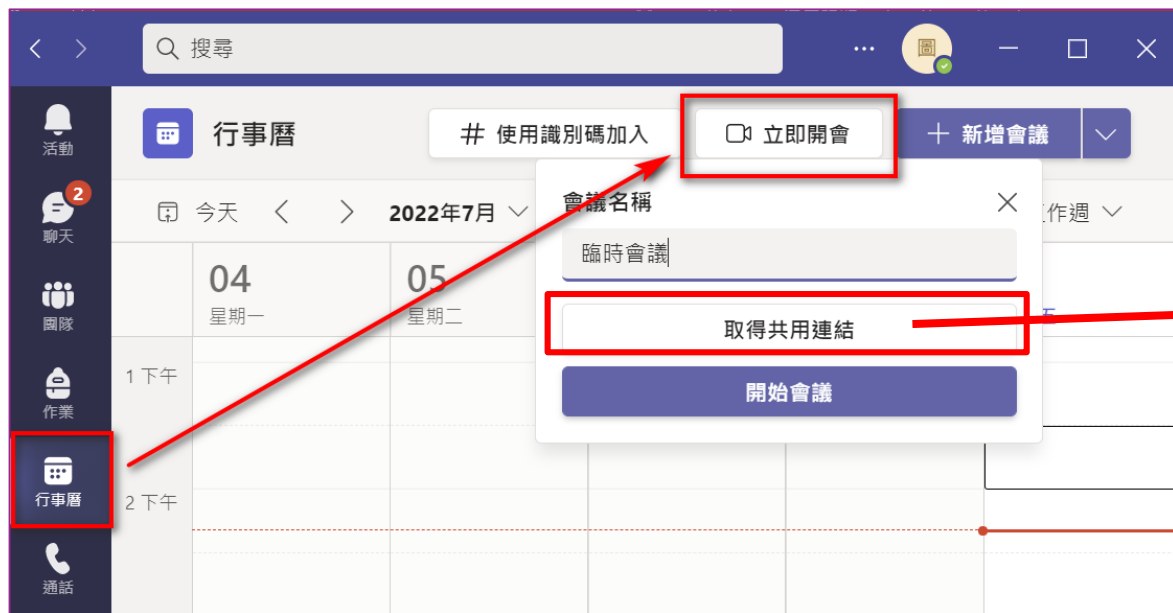 搜尋
圖
活動
2
聊天
團隊
作業
行事曆
通話
行事曆
# 使用識別碼加入
立即開會
新增會議
今天
2022年7月
作週
會議名稱
臨時會議
取得共用連結
開始會議
04
星期一
05
星期二
五
1 下午
2 下午